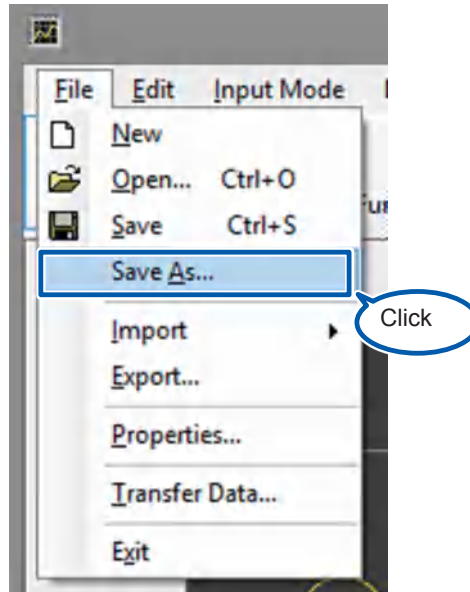 File Edit Input Mode
New
Open... Ctrl+O
Save Ctrl+S
Save As...
Click
Import
Export...
Properties...
Transfer Data...
Exit